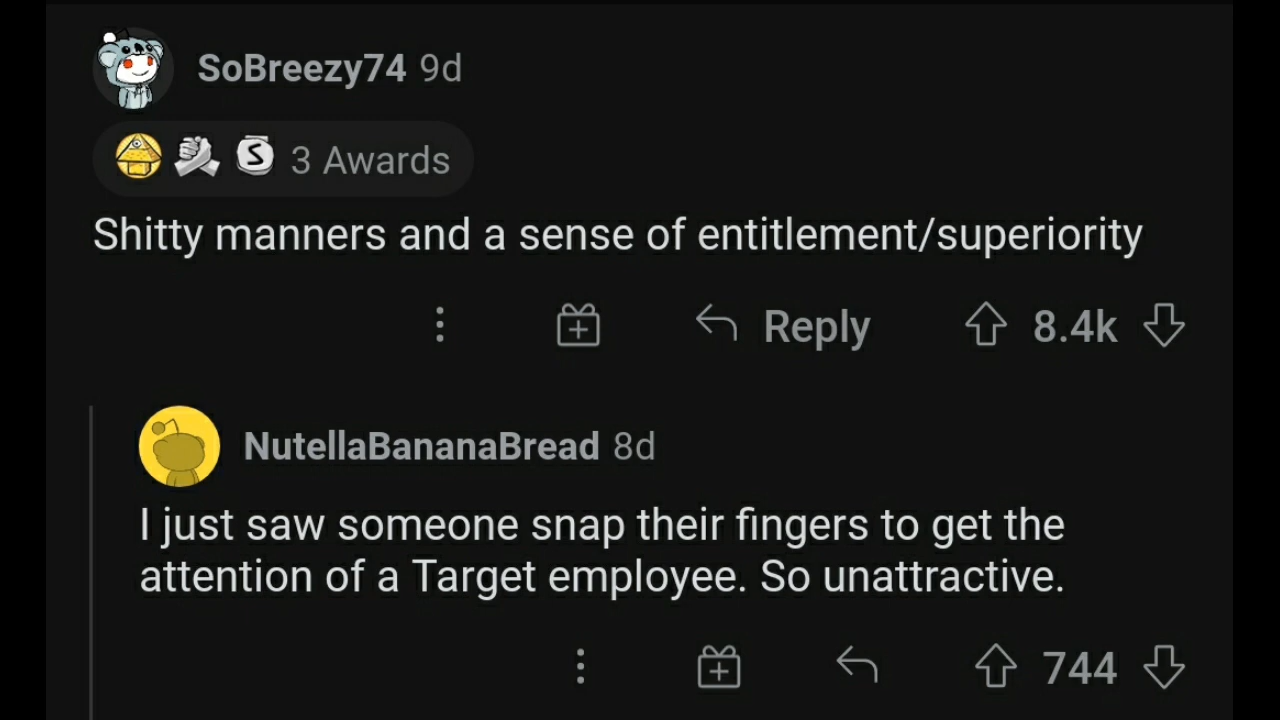 SoBreezy74 9d
3 Awards
Shitty manners and a sense of entitlement/superiority
Reply 8.4k
NutellaBananaBread 8d
I just saw someone snap their fingers to get the
attention of a Target employee. So unattractive.
744